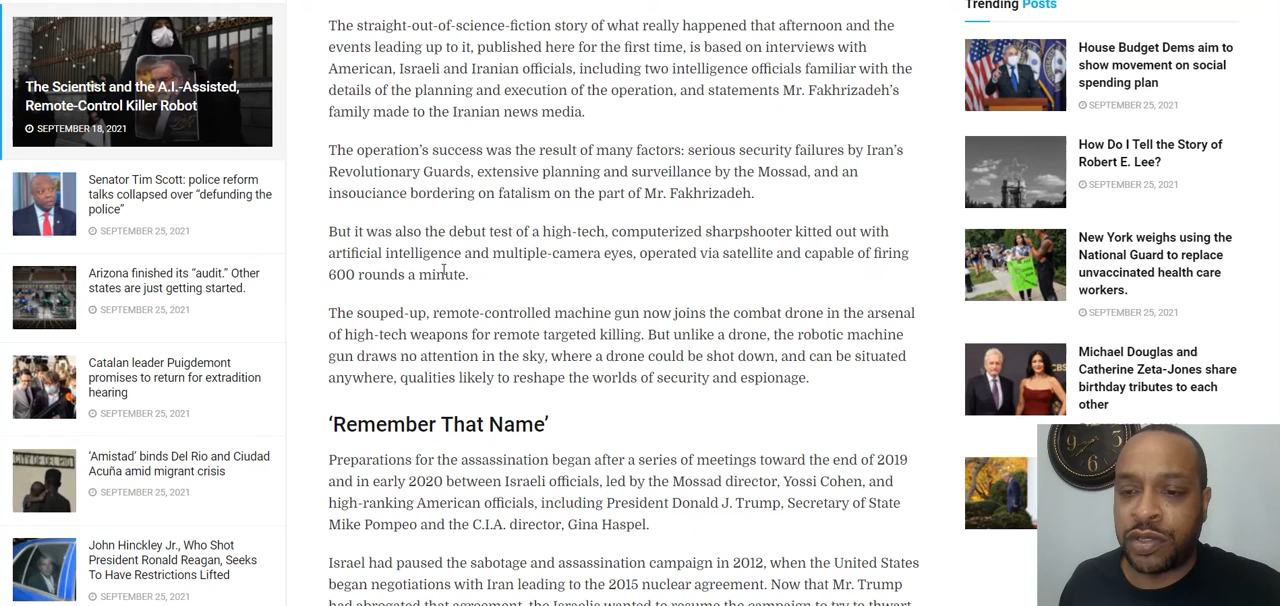 The Scientist and the A.I.-Assisted,
Remote-Control Killer Robot
SEPTEMBER 18, 2021
Senator Tim Scott: police reform
talks collapsed over “defunding the
police”
SEPTEMBER 25, 2021
Arizona finished its “audit.” Other
states are just getting started.
SEPTEMBER 25, 2021
Catalan leader Puigdemont
promises to return for extradition
hearing
SEPTEMBER 25, 2021
‘Amistad’ binds Del Rio and Ciudad
Acuña amid migrant crisis
SEPTEMBER 25, 2021
John Hinckley Jr., Who Shot
President Ronald Reagan, Seeks
To Have Restrictions Lifted
SEPTEMBER 25, 2021
The straight-out-of-science-fiction story of what really happened that afternoon and the
events leading up to it, published here for the first time, is based on interviews with
American, Israeli and Iranian officials, including two intelligence officials familiar with the
details of the planning and execution of the operation, and statements Mr. Fakhrizadeh’s
family made to the Iranian news media.
The operation’s success was the result of many factors: serious security failures by Iran’s
Revolutionary Guards, extensive planning and surveillance by the Mossad, and an
insouciance bordering on fatalism on the part of Mr. Fakhrizadeh.
But it was also the debut test of a high-tech, computerized sharpshooter kitted out with
artificial intelligence and multiple-camera eyes, operated via satellite and capable of firing
600 rounds a minute.
The souped-up, remote-controlled machine gun now joins the combat drone in the arsenal
of high-tech weapons for remote targeted killing. But unlike a drone, the robotic machine
gun draws no attention in the sky, where a drone could be shot down, and can be situated
anywhere, qualities likely to reshape the worlds of security and espionage.
‘Remember That Name’
Preparations for the assassination began after a series of meetings toward the end of 2019
and in early 2020 between Israeli officials, led by the Mossad director, Yossi Cohen, and
high-ranking American officials, including President Donald J. Trump, Secretary of State
Mike Pompeo and the C.I.A. director, Gina Haspel.
Israel had paused the sabotage and assassination campaign in 2012, when the United States
began negotiations with Iran leading to the 2015 nuclear agreement. Now that Mr. Trump
had abrogated that agreement, the Israelis wanted to resume the campaign to try to thwart
Trending Posts
House Budget Dems aim to
show movement on social
spending plan
SEPTEMBER 25, 2021
How Do I Tell the Story of
Robert E. Lee?
SEPTEMBER 25, 2021
New York weighs using the
National Guard to replace
unvaccinated health care
workers.
SEPTEMBER 25, 2021
Michael Douglas and
Catherine Zeta-Jones share
birthday tributes to each
other